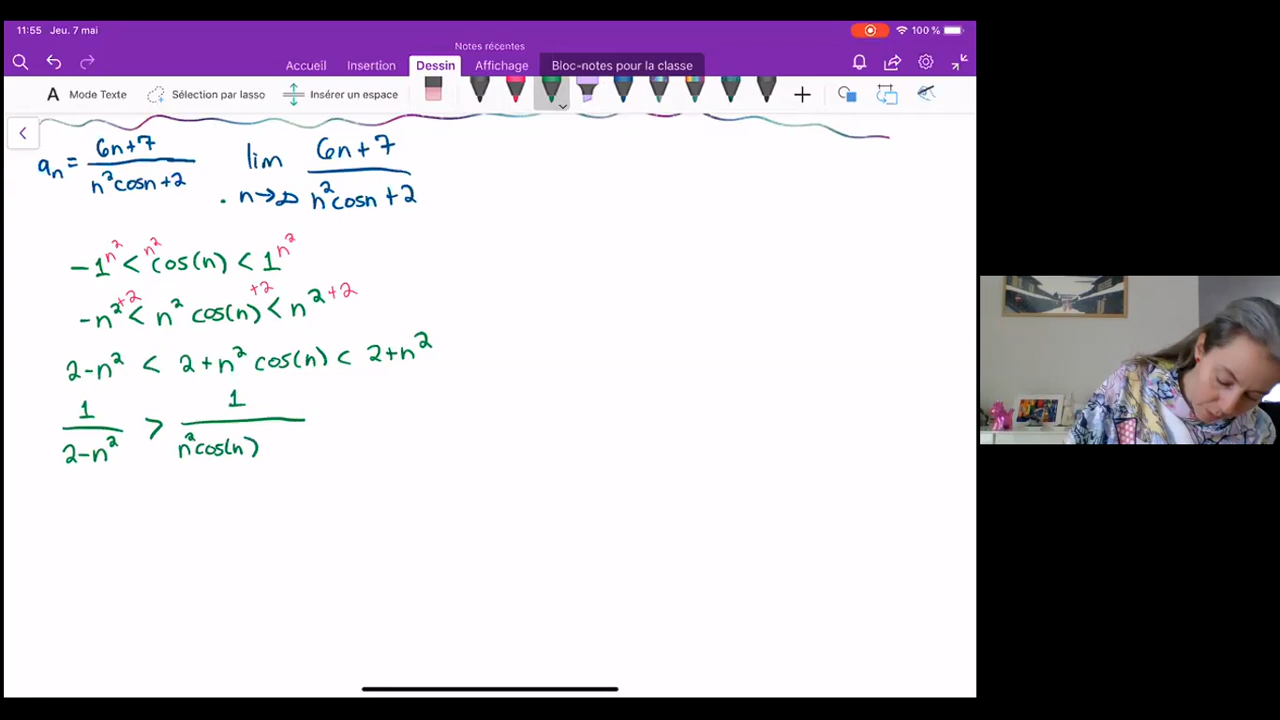 11:55 Jeu. 7 mai
100 %
Notes récentes
Accueil Insertion Dessin Affichage Bloc-notes pour la classe
A Mode Texte Sélection par lasso Insérer un espace
aₙ = (6n+7)/(n²cosn+2) lim n→∞ (6n+7)/(n²cosn+2)
-1 n² < n² cos(n) < 1 n²
-n² +2 < n² cos(n) +2 < n² +2
2-n² < 2+n² cos(n) < 2+n²
1/(2-n²) > 1/(n²cos(n)